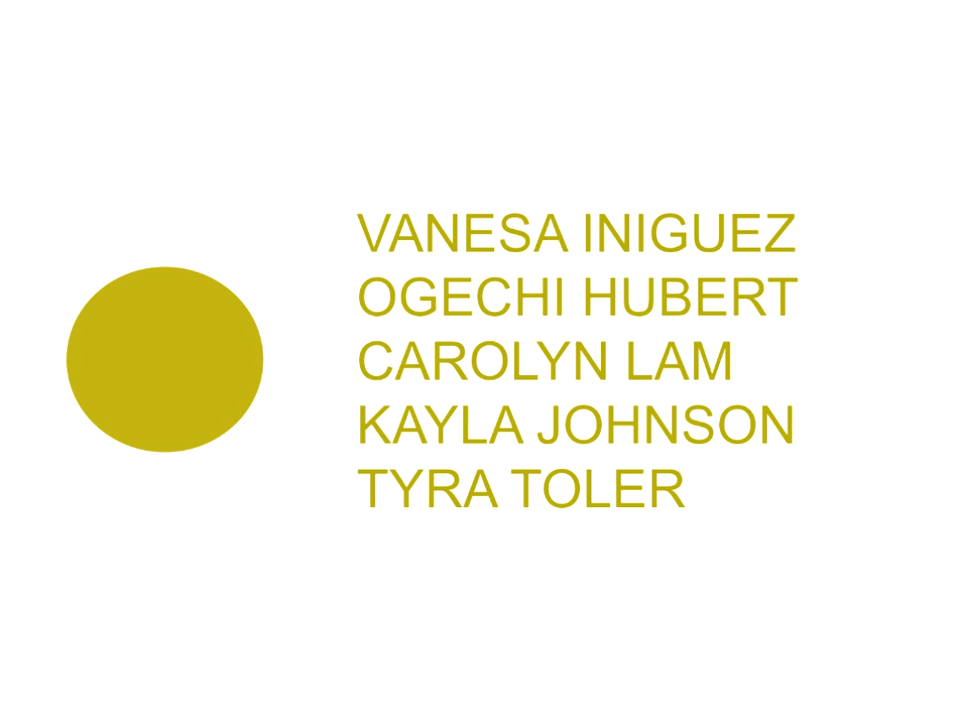 VANESA INIGUEZ
OGECHI HUBERT
CAROLYN LAM
KAYLA JOHNSON
TYRA TOLER